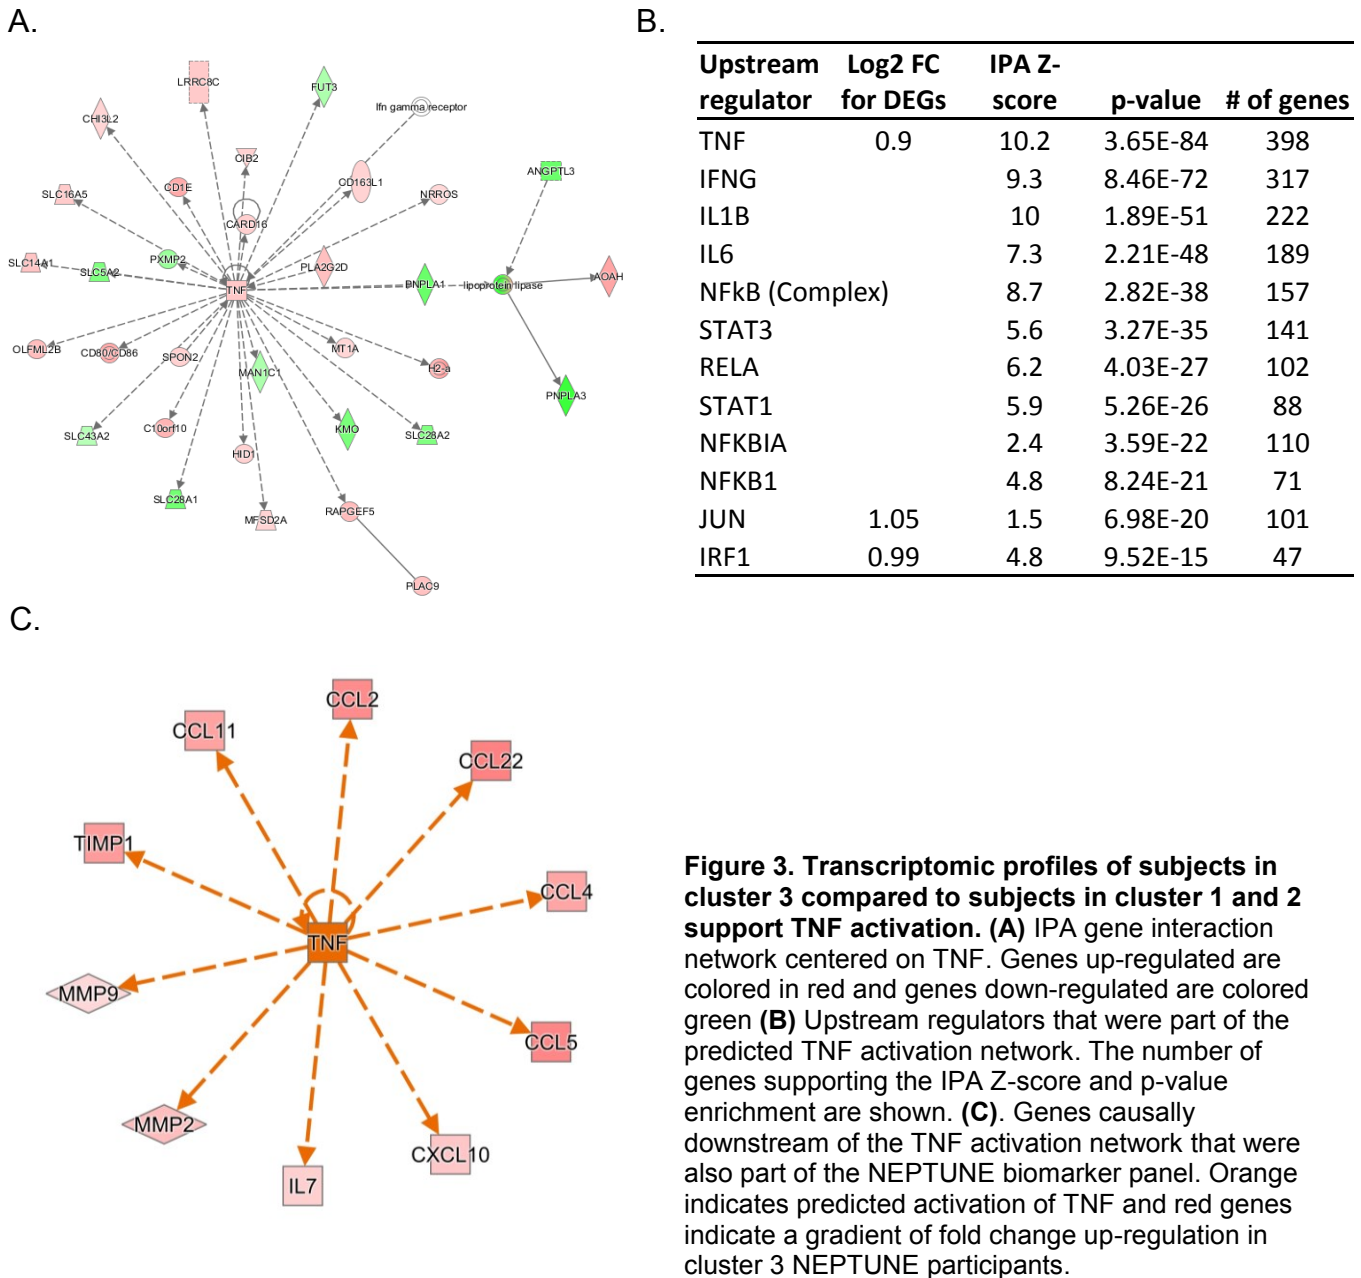 A.
LRRC8C
FUT3
Ifn gamma receptor
CHI3L2
CIB2
ANGPTL3
CD1E
CD163L1
SLC16A5
NRROS
CARD16
SLC14A1
SLC5A2
PXMP2
PLA2G2D
TNF
PNPLA1
lipoprotein lipase
AOAH
OLFML2B
CD80/CD86
SPON2
MT1A
MAN1C1
H2-a
PNPLA3
SLC43A2
C10orf10
KMO
SLC28A2
HID1
SLC28A1
MFSD2A
RAPGEF5
PLAC9
B.
Upstream Log2 FC IPA Z-
regulator for DEGs score p-value # of genes
TNF 0.9 10.2 3.65E-84 398
IFNG 9.3 8.46E-72 317
IL1B 10 1.89E-51 222
IL6 7.3 2.21E-48 189
NFkB (Complex) 8.7 2.82E-38 157
STAT3 5.6 3.27E-35 141
RELA 6.2 4.03E-27 102
STAT1 5.9 5.26E-26 88
NFKBIA 2.4 3.59E-22 110
NFKB1 4.8 8.24E-21 71
JUN 1.05 1.5 6.98E-20 101
IRF1 0.99 4.8 9.52E-15 47
C.
CCL2
CCL11
CCL22
TIMP1
CCL4
TNF
MMP9
CCL5
MMP2
CXCL10
IL7
Figure 3. Transcriptomic profiles of subjects in
cluster 3 compared to subjects in cluster 1 and 2
support TNF activation. (A) IPA gene interaction
network centered on TNF. Genes up-regulated are
colored in red and genes down-regulated are colored
green (B) Upstream regulators that were part of the
predicted TNF activation network. The number of
genes supporting the IPA Z-score and p-value
enrichment are shown. (C). Genes causally
downstream of the TNF activation network that were
also part of the NEPTUNE biomarker panel. Orange
indicates predicted activation of TNF and red genes
indicate a gradient of fold change up-regulation in
cluster 3 NEPTUNE participants.